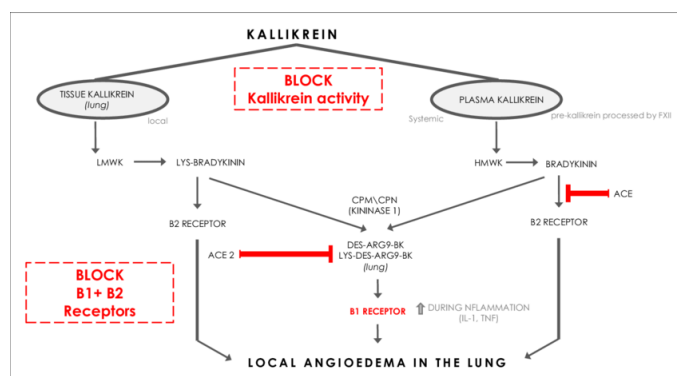 KALLIKREIN
BLOCK
Kallikrein activity
TISSUE KALLIKREIN
(lung)
local
PLASMA KALLIKREIN
Systemic
pre-kallikrein processed by FXII
LMWK
LYS-BRADYKININ
HMWK
BRADYKININ
CPM\CPN
(KININASE 1)
ACE
B2 RECEPTOR
B2 RECEPTOR
ACE 2
DES-ARG9-BK
LYS-DES-ARG9-BK
(lung)
BLOCK
B1+ B2
Receptors
B1 RECEPTOR
DURING NFLAMMATION
(IL-1, TNF)
LOCAL ANGIOEDEMA IN THE LUNG